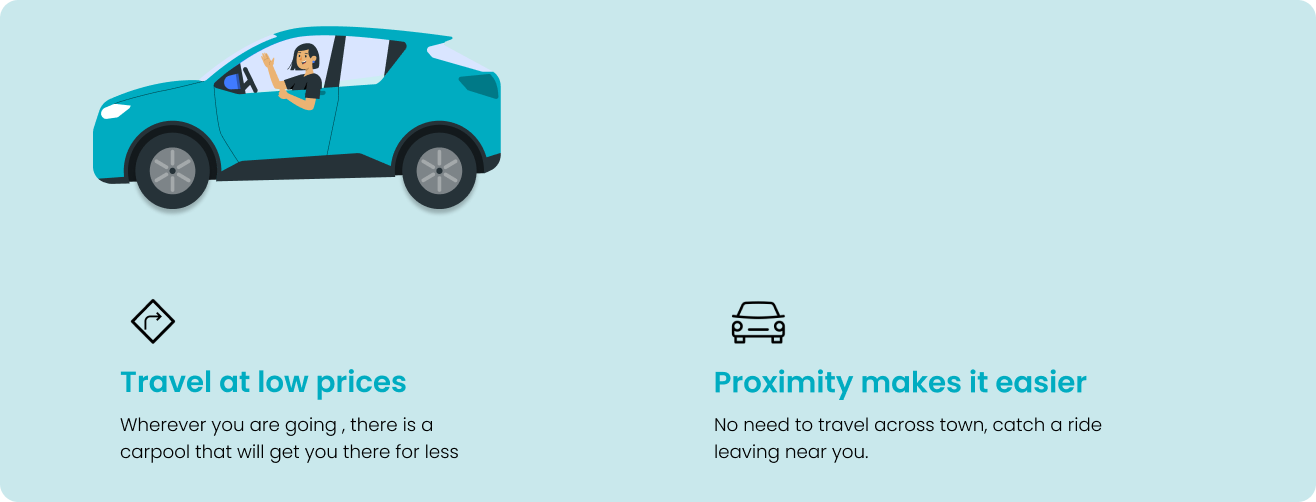 Travel at low prices
Wherever you are going , there is a
carpool that will get you there for less
Proximity makes it easier
No need to travel across town, catch a ride
leaving near you.